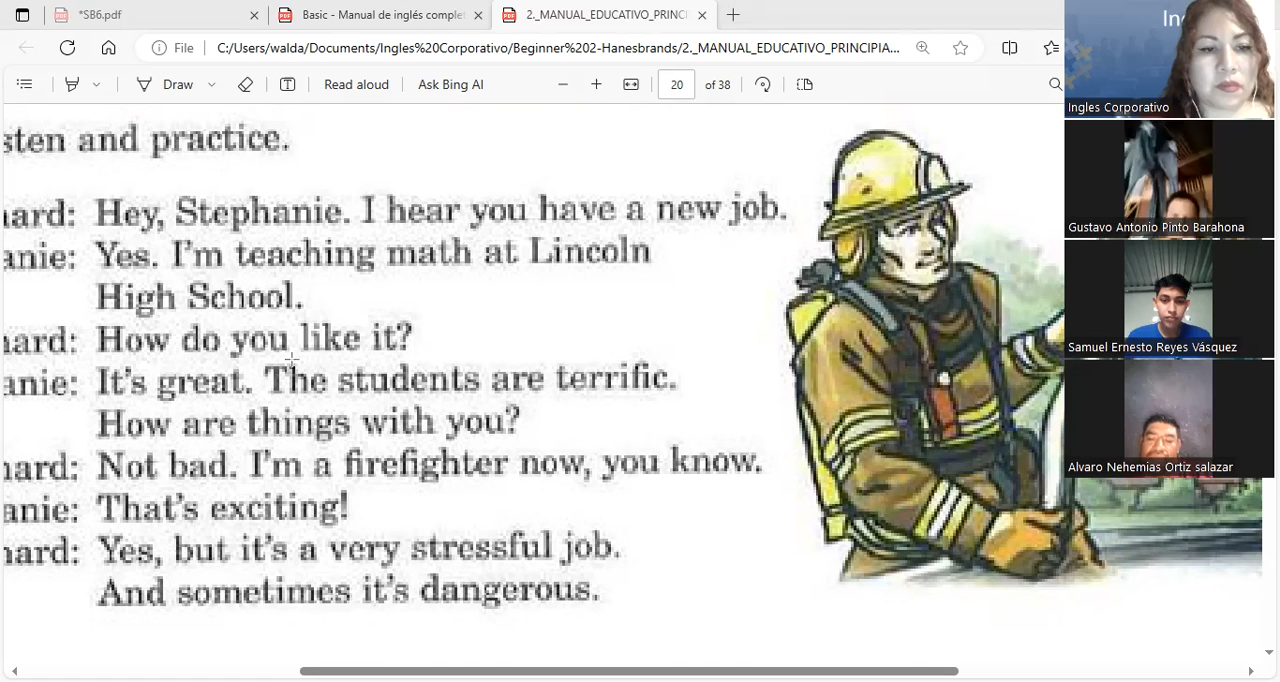 *SB6.pdf
Basic - Manual de inglés complet
2._MANUAL_EDUCATIVO_PRINCI
File
C:/Users/walda/Documents/Ingles%20Corporativo/Beginner%202-Hanesbrands/2._MANUAL_EDUCATIVO_PRINCIPIA...
Draw
Read aloud
Ask Bing AI
20
of 38
sten and practice.
hard: Hey, Stephanie. I hear you have a new job.
anie: Yes. I'm teaching math at Lincoln
High School.
hard: How do you like it?
anie: It's great. The students are terrific.
How are things with you?
hard: Not bad. I'm a firefighter now, you know.
anie: That's exciting!
hard: Yes, but it's a very stressful job.
And sometimes it's dangerous.
In
Ingles Corporativo
Gustavo Antonio Pinto Barahona
Samuel Ernesto Reyes Vásquez
Alvaro Nehemias Ortiz salazar